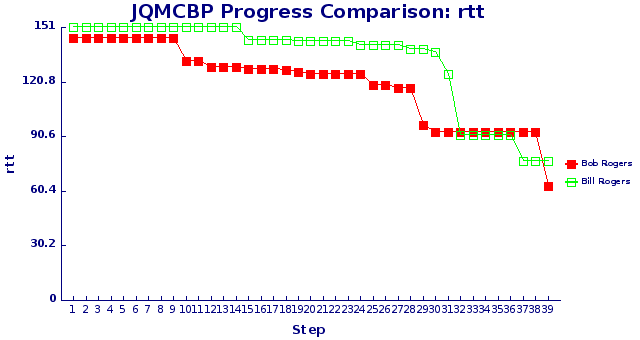 JQMCBP Progress Comparison: rtt
151
120.8
90.6
60.4
30.2
0
rtt
1 2 3 4 5 6 7 8 9 10 11 12 13 14 15 16 17 18 19 20 21 22 23 24 25 26 27 28 29 30 31 32 33 34 35 36 37 38 39
Step
Bob Rogers
Bill Rogers